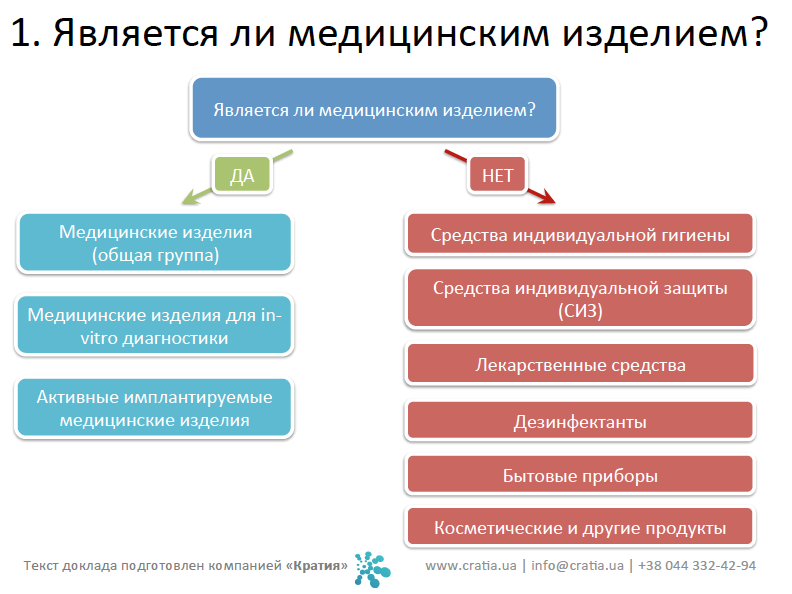 1. Является ли медицинским изделием?
Является ли медицинским изделием?
ДА
НЕТ
Медицинские изделия
(общая группа)
Медицинские изделия для in-
vitro диагностики
Активные имплантируемые
медицинские изделия
Средства индивидуальной гигиены
Средства индивидуальной защиты
(СИЗ)
Лекарственные средства
Дезинфектанты
Бытовые приборы
Косметические и другие продукты
Текст доклада подготовлен компанией «Кратия»
www.cratia.ua | info@cratia.ua | +38 044 332-42-94